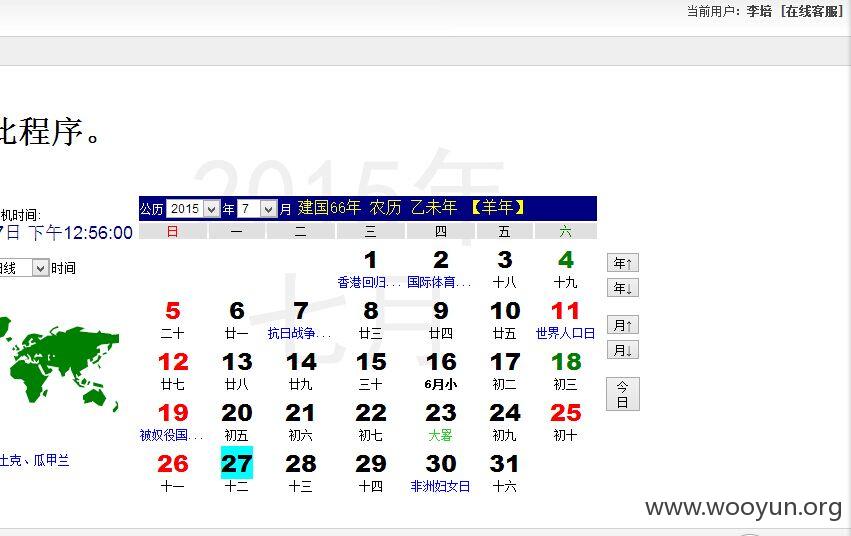 当前用户：李培 [在线客服]
此程序。
2015年
七月
机时间:
7日 下午12:56:00
时间
公历 2015 年 7 月 建国66年 农历 乙未年 【羊年】
日 一 二 三 四 五 六
1 2 3 4
香港回归... 国际体育... 十八 十九
5 6 7 8 9 10 11
二十 廿一 抗日战争... 廿三 廿四 廿五 世界人口日
12 13 14 15 16 17 18
廿七 廿八 廿九 三十 6月小 初二 初三
19 20 21 22 23 24 25
被奴役国... 初五 初六 初七 大署 初九 初十
26 27 28 29 30 31
十一 十二 十三 十四 非洲妇女日 十六
年↑
年↓
月↑
月↓
今
日
土克、瓜甲兰
www.wooyun.org